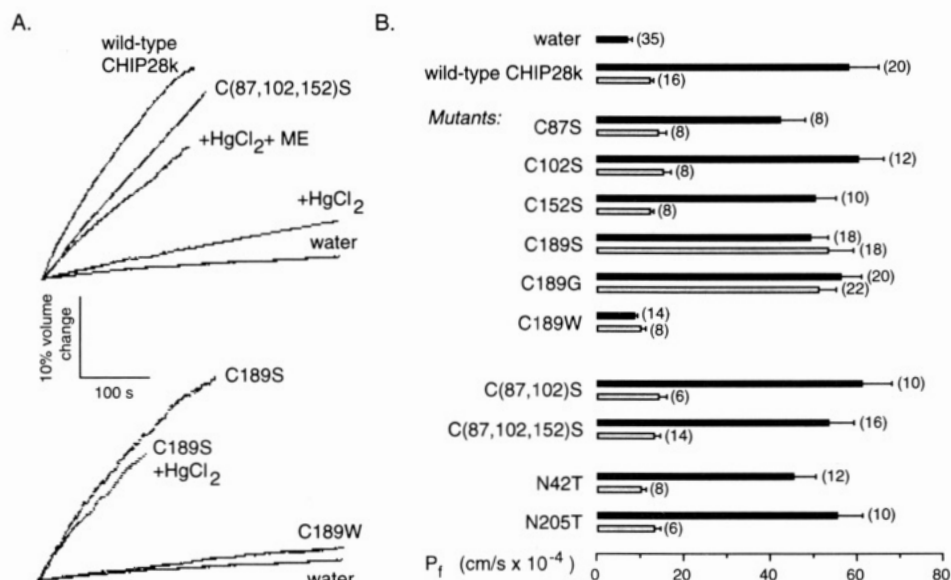 A.
wild-type
CHIP28k
C(87,102,152)S
+HgCl2+ ME
+HgCl2
water
10% volume
change
100 s
C189S
C189S
+HgCl2
C189W
water
B.
water (35)
wild-type CHIP28k (20)
(16)
Mutants:
C87S (8)
(8)
C102S (12)
(8)
C152S (10)
(8)
C189S (18)
(18)
C189G (20)
(22)
C189W (14)
(8)
C(87,102)S (10)
(6)
C(87,102,152)S (16)
(14)
N42T (12)
(8)
N205T (10)
(6)
Pf (cm/s x 10-4) 0 20 40 60 80